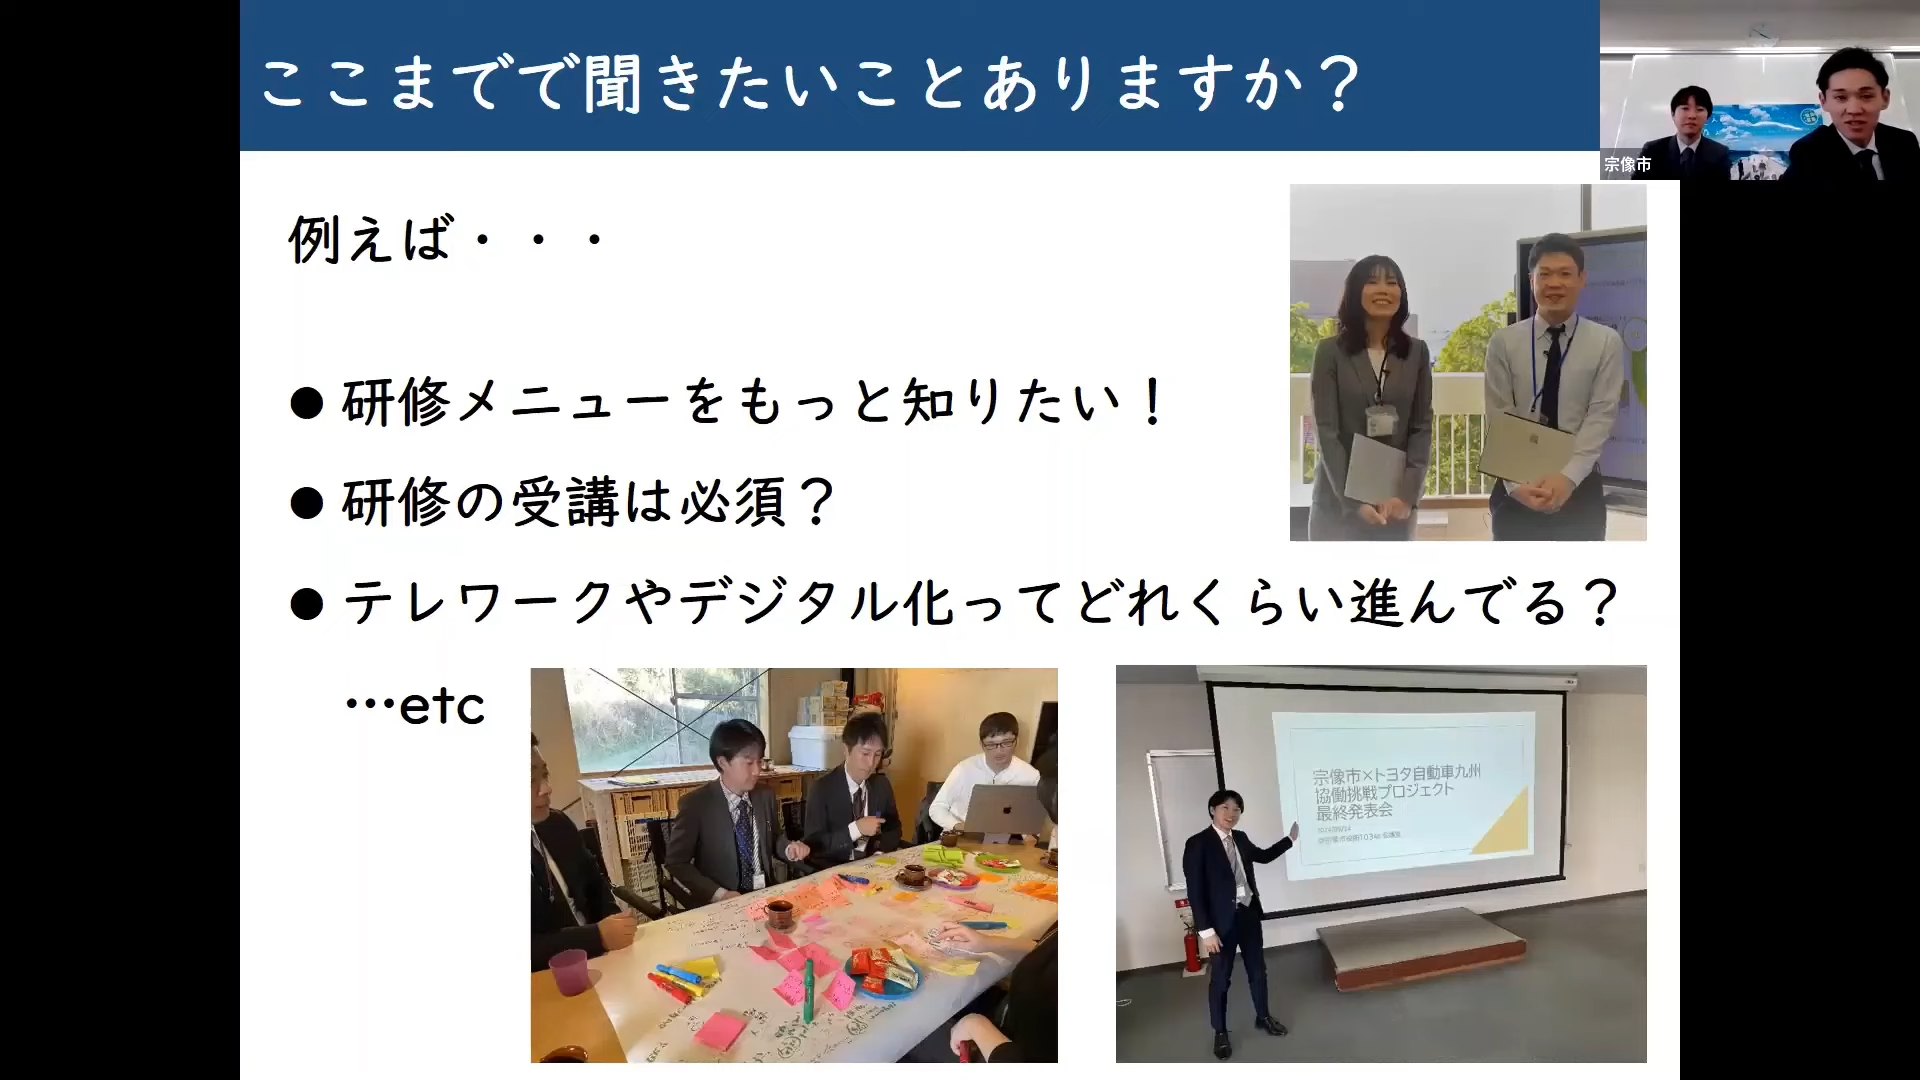 ここまでで聞きたいことありますか？
宗像市
例えば・・・
●研修メニューをもっと知りたい！
●研修の受講は必須？
●テレワークやデジタル化ってどれくらい進んでる？
…etc
宗像市×トヨタ自動車九州
協働挑戦プロジェクト
最終発表会